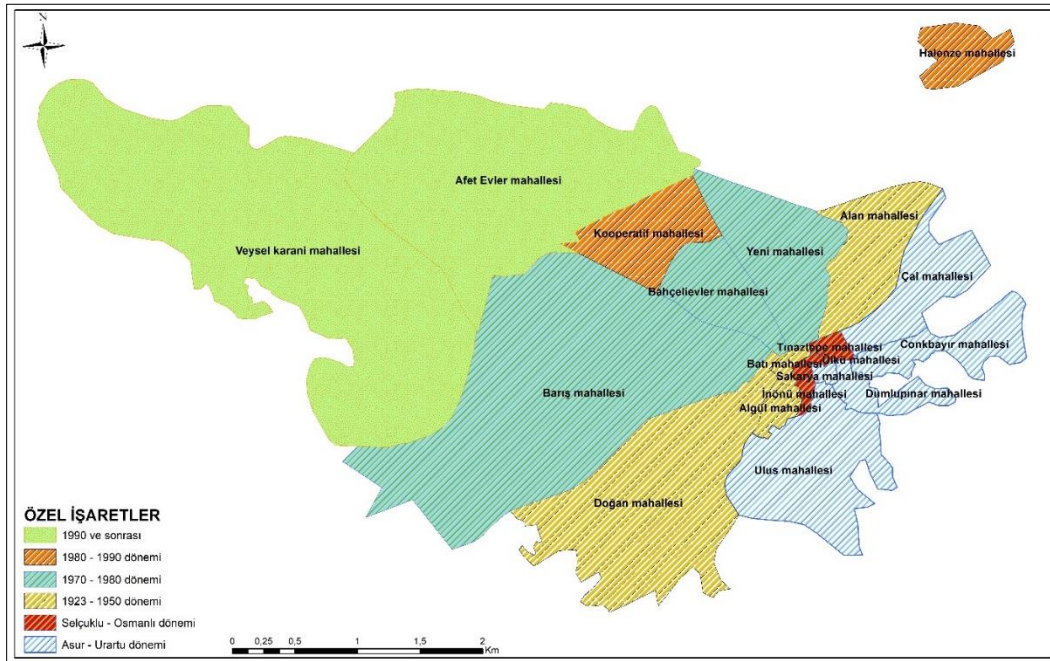 N
Halenze mahallesi
Afet Evler mahallesi
Alan mahallesi
Kooperatif mahallesi
Veysel karani mahallesi
Yeni mahallesi
Çal mahallesi
Bahçelievler mahallesi
Conkbayır mahallesi
Tınaztepe mahallesi
Batı mahallesi
Ülkü mahallesi
Sakarya mahallesi
Barış mahallesi
İnönü mahallesi
Dumlupınar mahallesi
Algül mahallesi
Ulus mahallesi
Doğan mahallesi
ÖZEL İŞARETLER
1990 ve sonrası
1980 - 1990 dönemi
1970 - 1980 dönemi
1923 - 1950 dönemi
Selçuklu - Osmanlı dönemi
Asur - Urartu dönemi
0 0,25 0,5 1 2
Km